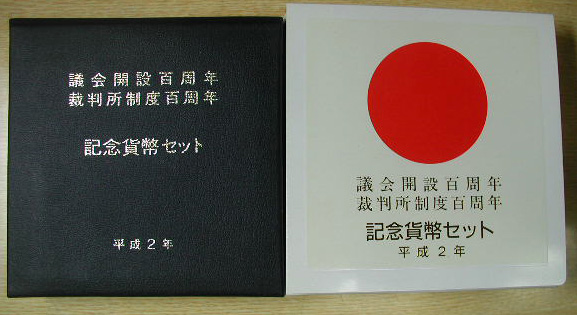 議会開設百周年
裁判所制度百周年
記念貨幣セット
平成2年
議会開設百周年
裁判所制度百周年
記念貨幣セット
平成2年